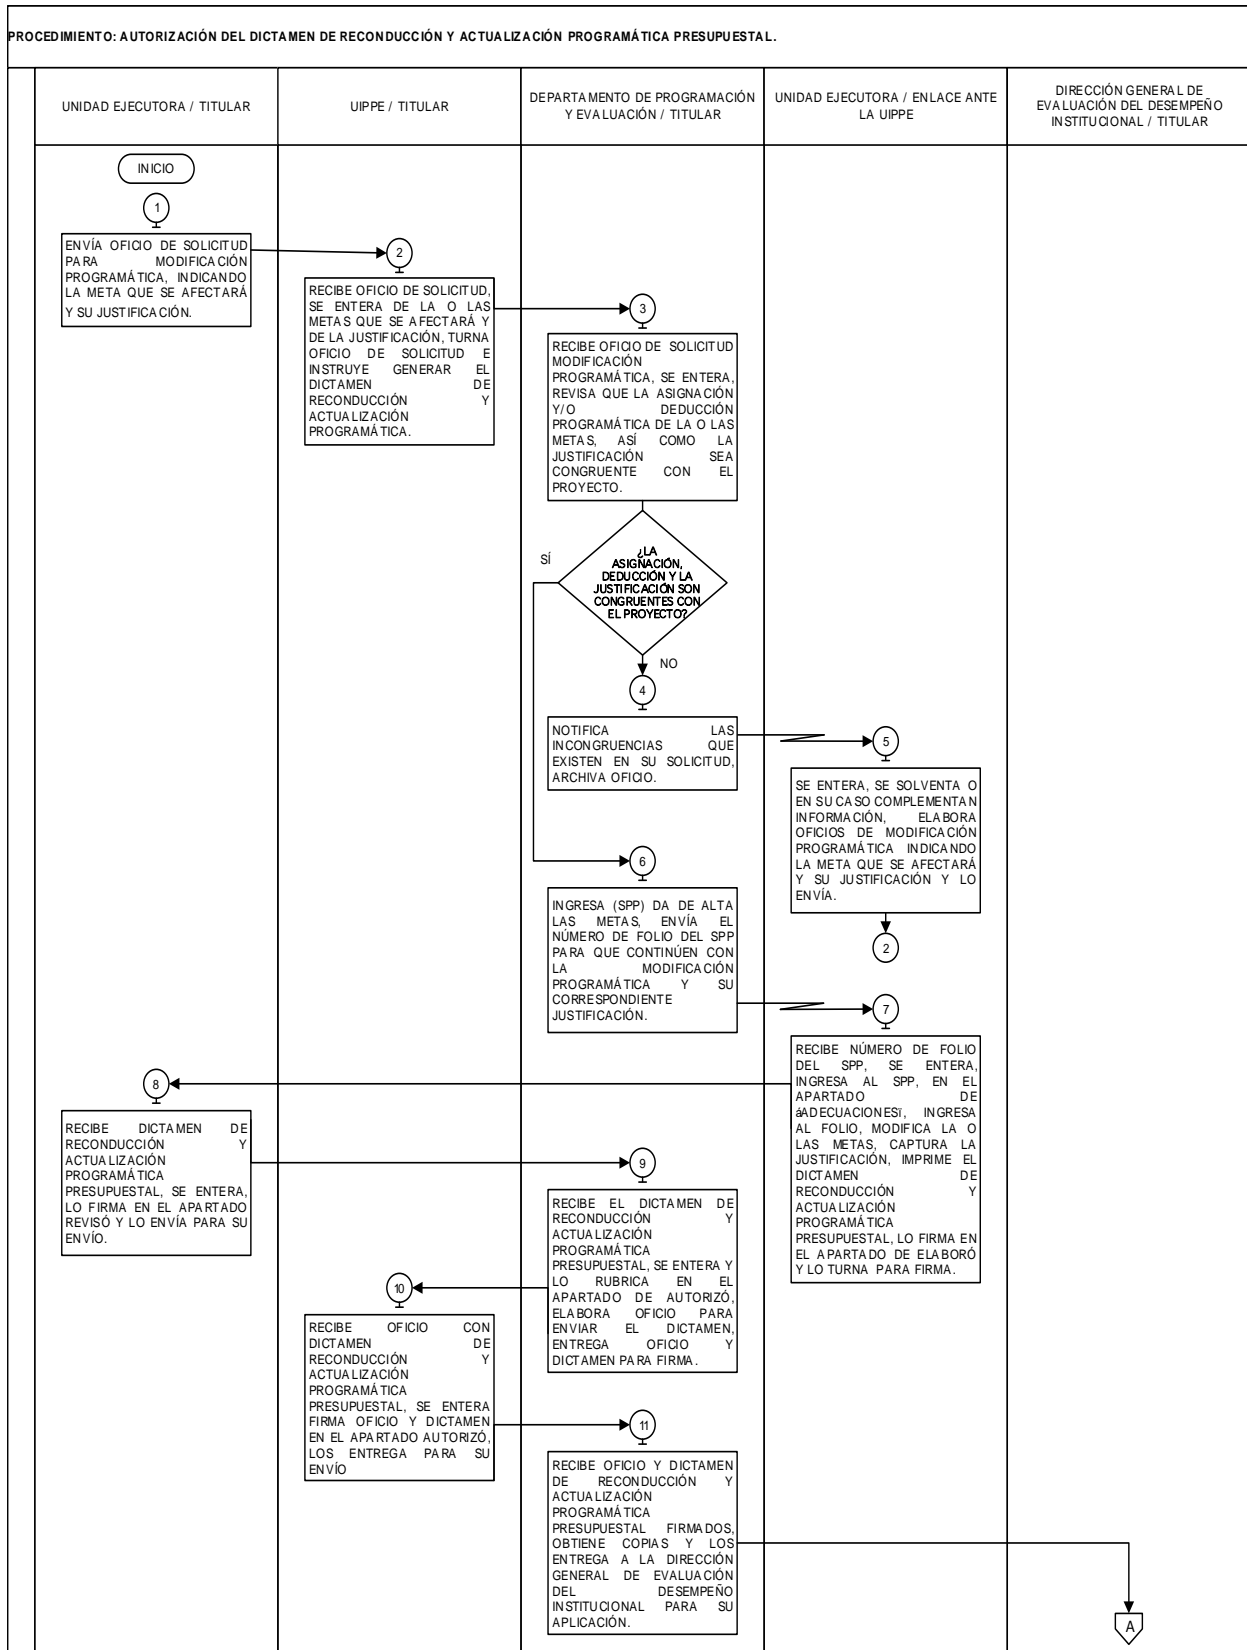 PROCEDIMIENTO: AUTORIZACIÓN DEL DICTAMEN DE RECONDUCCIÓN Y ACTUALIZACIÓN PROGRAMÁTICA PRESUPUESTAL.
UNIDAD EJECUTORA / TITULAR
UIPPE / TITULAR
DEPARTAMENTO DE PROGRAMACIÓN
Y EVALUACIÓN / TITULAR
UNIDAD EJECUTORA / ENLACE ANTE
LA UIPPE
DIRECCIÓN GENERAL DE
EVALUACIÓN DEL DESEMPEÑO
INSTITUCIONAL / TITULAR
INICIO
1
ENVÍA OFICIO DE SOLICITUD
PARA MODIFICACIÓN
PROGRAMÁTICA, INDICANDO
LA META QUE SE AFECTARÁ
Y SU JUSTIFICACIÓN.
2
RECIBE OFICIO DE SOLICITUD,
SE ENTERA DE LA O LAS
METAS QUE SE AFECTARÁ Y
DE LA JUSTIFICACIÓN, TURNA
OFICIO DE SOLICITUD E
INSTRUYE GENERAR EL
DICTAMEN DE
RECONDUCCIÓN Y
ACTUALIZACIÓN
PROGRAMÁTICA.
3
RECIBE OFICIO DE SOLICITUD
MODIFICACIÓN
PROGRAMÁTICA, SE ENTERA,
REVISA QUE LA ASIGNACIÓN
Y/O DEDUCCIÓN
PROGRAMÁTICA DE LA O LAS
METAS, ASÍ COMO LA
JUSTIFICACIÓN SEA
CONGRUENTE CON EL
PROYECTO.
SÍ
¿LA
ASIGNACIÓN,
DEDUCCIÓN Y LA
JUSTIFICACIÓN SON
CONGRUENTES CON
EL PROYECTO?
NO
4
NOTIFICA LAS
INCONGRUENCIAS QUE
EXISTEN EN SU SOLICITUD,
ARCHIVA OFICIO.
5
SE ENTERA, SE SOLVENTA O
EN SU CASO COMPLEMENTAN
INFORMACIÓN, ELABORA
OFICIOS DE MODIFICACIÓN
PROGRAMÁTICA INDICANDO
LA META QUE SE AFECTARÁ
Y SU JUSTIFICACIÓN Y LO
ENVÍA.
2
6
INGRESA (SPP) DA DE ALTA
LAS METAS, ENVÍA EL
NÚMERO DE FOLIO DEL SPP
PARA QUE CONTINÚEN CON
LA MODIFICACIÓN
PROGRAMÁTICA Y SU
CORRESPONDIENTE
JUSTIFICACIÓN.
7
RECIBE NÚMERO DE FOLIO
DEL SPP, SE ENTERA,
INGRESA AL SPP, EN EL
APARTADO DE
áADECUACIONESï, INGRESA
AL FOLIO, MODIFICA LA O
LAS METAS, CAPTURA LA
JUSTIFICACIÓN, IMPRIME EL
DICTAMEN DE
RECONDUCCIÓN Y
ACTUALIZACIÓN
PROGRAMÁTICA
PRESUPUESTAL, LO FIRMA EN
EL APARTADO DE ELABORÓ
Y LO TURNA PARA FIRMA.
8
RECIBE DICTAMEN DE
RECONDUCCIÓN Y
ACTUALIZACIÓN
PROGRAMÁTICA
PRESUPUESTAL, SE ENTERA,
LO FIRMA EN EL APARTADO
REVISÓ Y LO ENVÍA PARA SU
ENVÍO.
9
RECIBE EL DICTAMEN DE
RECONDUCCIÓN Y
ACTUALIZACIÓN
PROGRAMÁTICA
PRESUPUESTAL, SE ENTERA Y
LO RUBRICA EN EL
APARTADO DE AUTORIZÓ,
ELABORA OFICIO PARA
ENVIAR EL DICTAMEN,
ENTREGA OFICIO Y
DICTAMEN PARA FIRMA.
10
RECIBE OFICIO CON
DICTAMEN DE
RECONDUCCIÓN Y
ACTUALIZACIÓN
PROGRAMÁTICA
PRESUPUESTAL, SE ENTERA
FIRMA OFICIO Y DICTAMEN
EN EL APARTADO AUTORIZÓ,
LOS ENTREGA PARA SU
ENVÍO
11
RECIBE OFICIO Y DICTAMEN
DE RECONDUCCIÓN Y
ACTUALIZACIÓN
PROGRAMÁTICA
PRESUPUESTAL FIRMADOS,
OBTIENE COPIAS Y LOS
ENTREGA A LA DIRECCIÓN
GENERAL DE EVALUACIÓN
DEL DESEMPEÑO
INSTITUCIONAL PARA SU
APLICACIÓN.
A